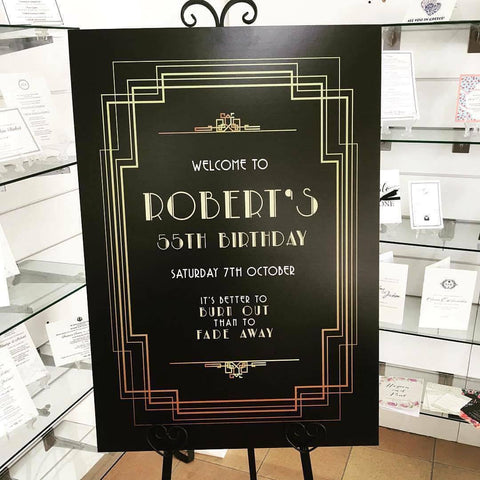 WELCOME TO
ROBERT'S
55TH BIRTHDAY
SATURDAY 7TH OCTOBER
IT'S BETTER TO
BURN OUT
THAN TO
FADE AWAY